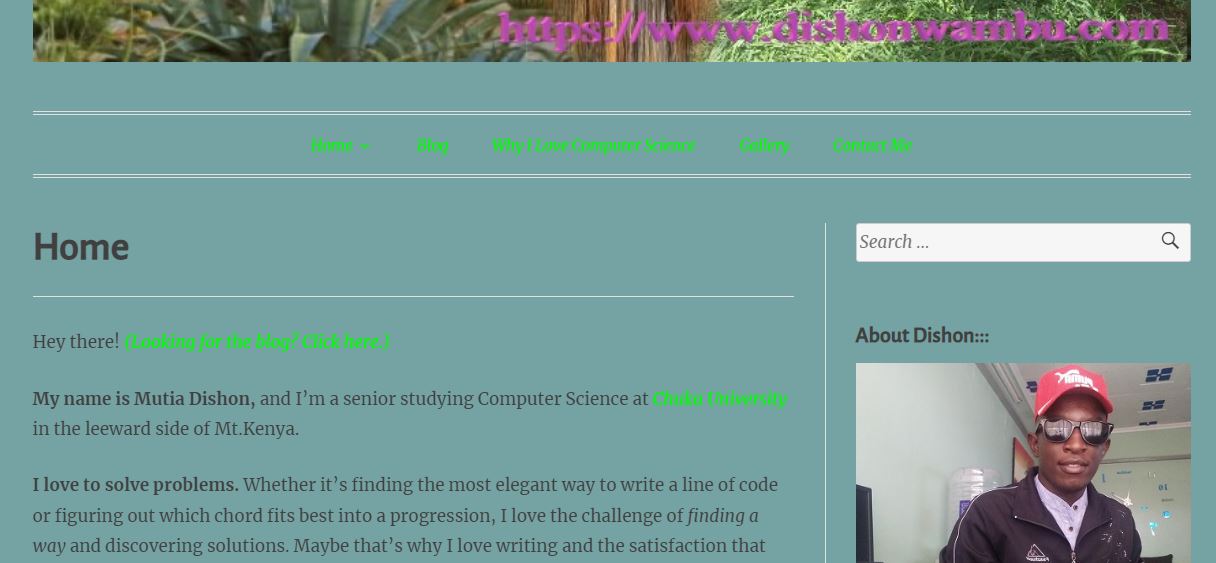 https://www.dishonwambu.com
Home Blog Why I Love Computer Science Gallery Contact Me
Home
Search ...
Hey there! (Looking for the blog? Click here.)
My name is Mutia Dishon, and I’m a senior studying Computer Science at Chuka University
in the leeward side of Mt.Kenya.
I love to solve problems. Whether it’s finding the most elegant way to write a line of code
or figuring out which chord fits best into a progression, I love the challenge of finding a
way and discovering solutions. Maybe that’s why I love writing and the satisfaction that
About Dishon:::